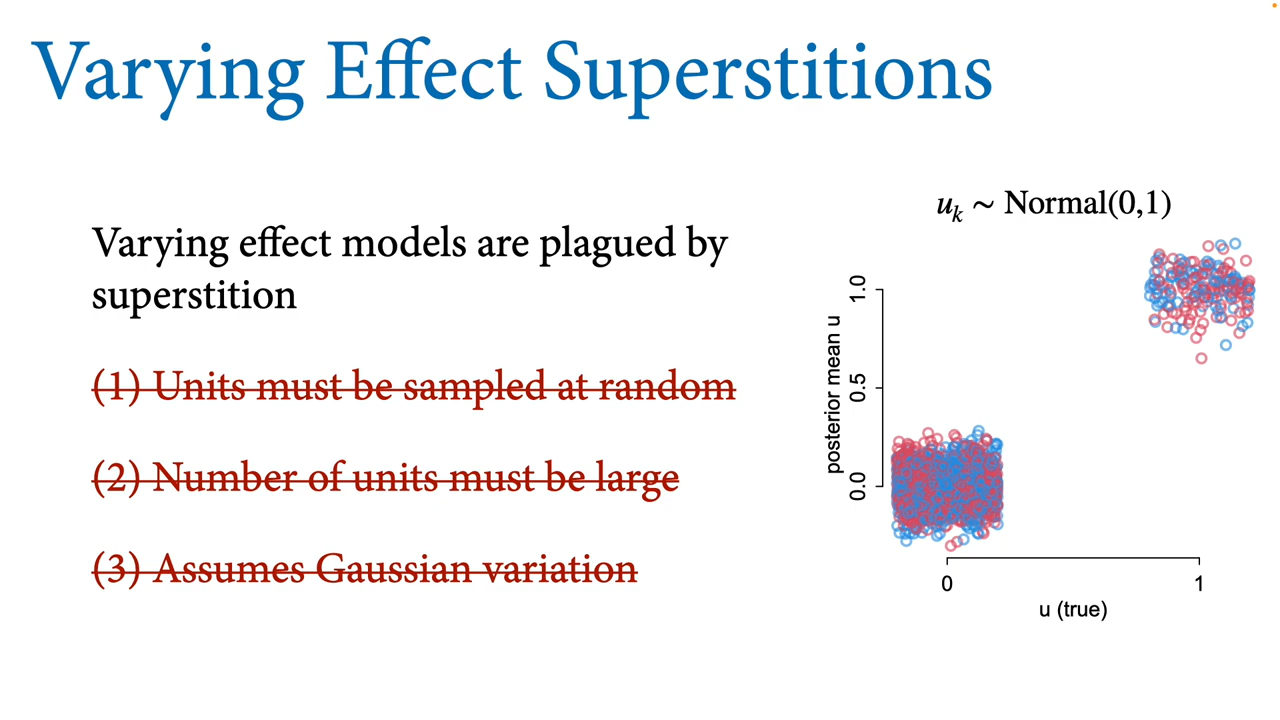 Varying Effect Superstitions
Varying effect models are plagued by
superstition
(1) Units must be sampled at random
(2) Number of units must be large
(3) Assumes Gaussian variation
uₖ ~ Normal(0,1)
posterior mean u
1.0
0.5
0.0
0 1
u (true)